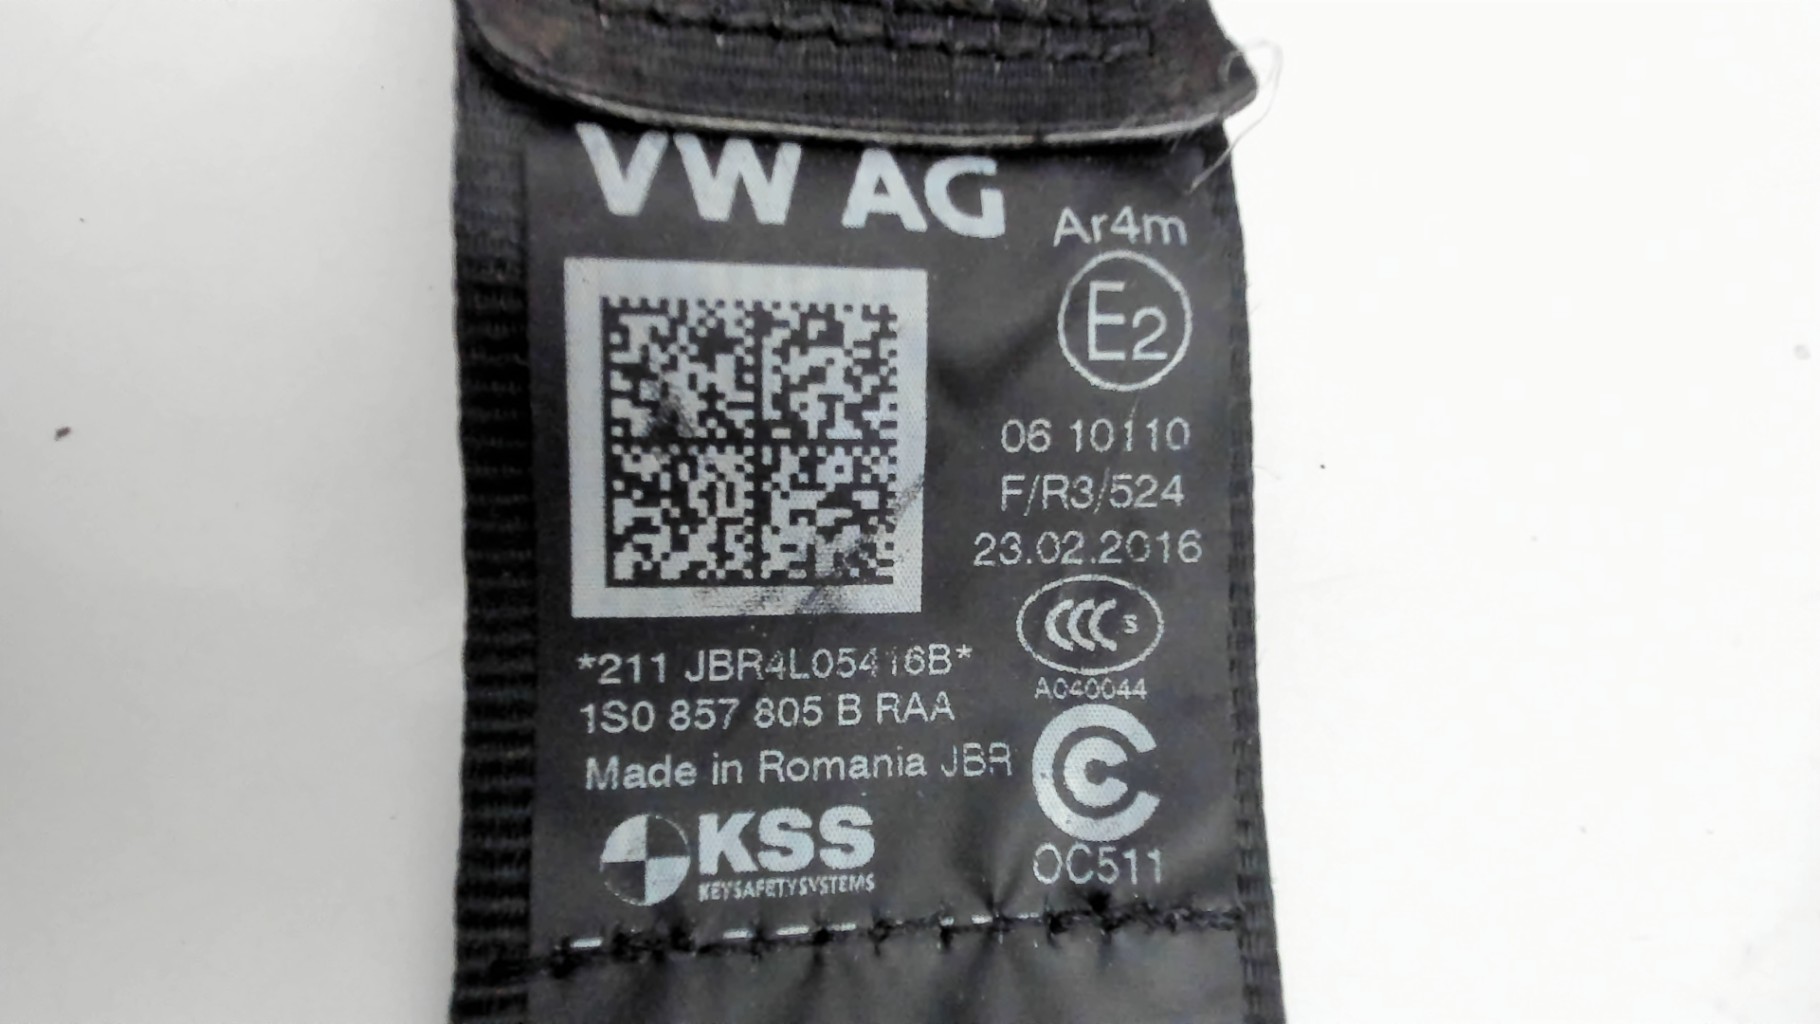 VW AG
Ar4m
E2
06 10110
F/R3/524
23.02.2016
CCC S
A040044
*211 JBR4L05416B*
1S0 857 805 B RAA
Made in Romania JBR
KSS
KEYSAFETYSYSTEMS
CC
OC511